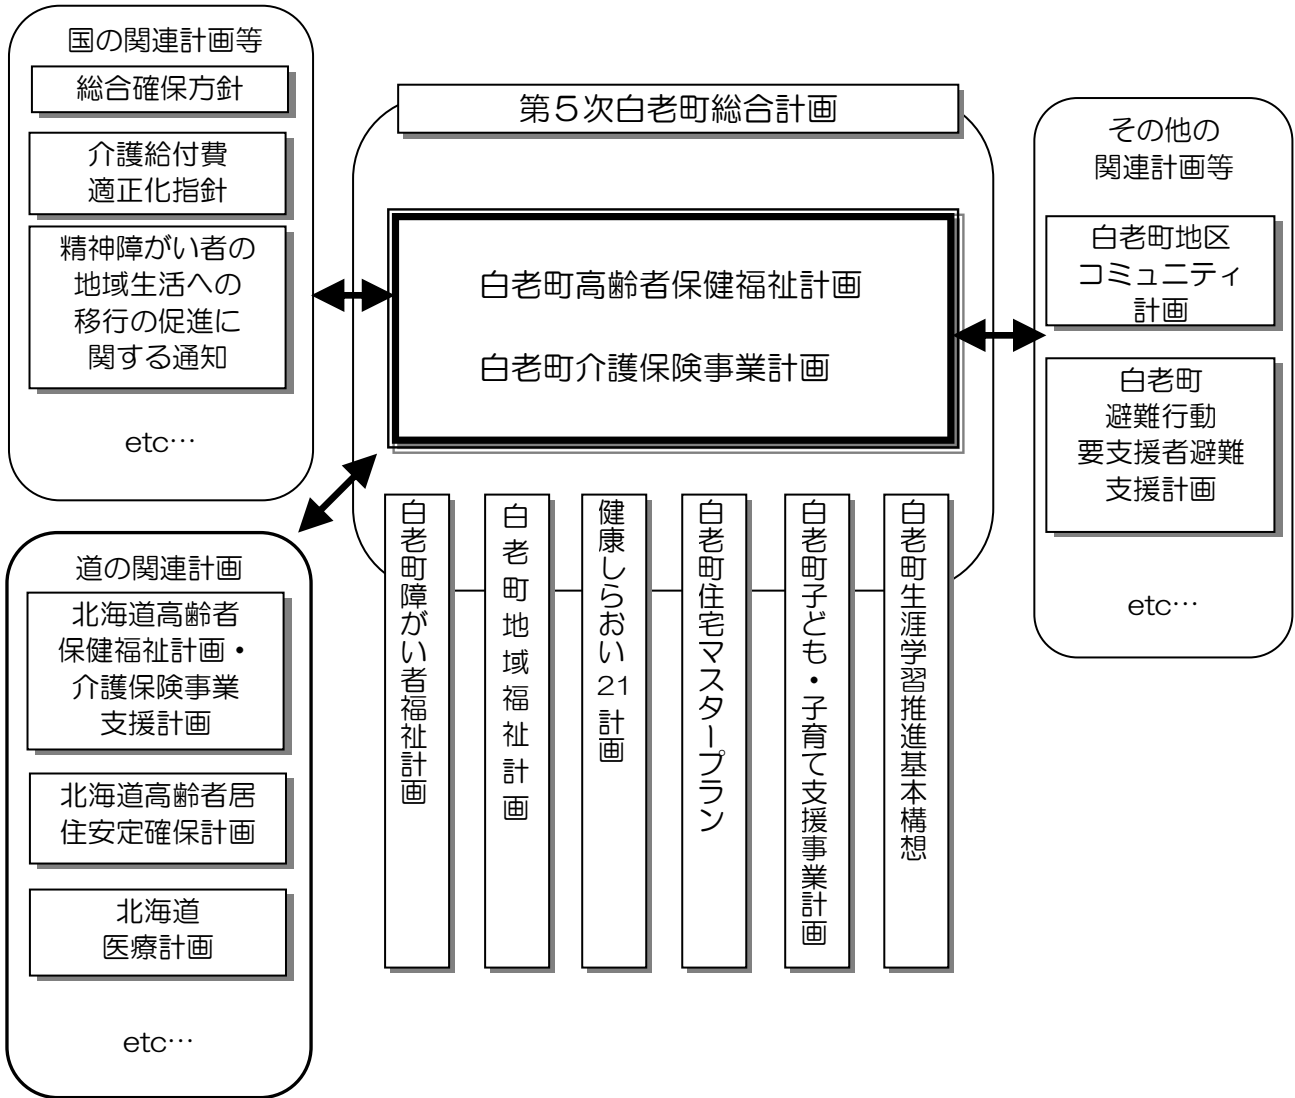 国の関連計画等
総合確保方針
介護給付費
適正化指針
精神障がい者の
地域生活への
移行の促進に
関する通知
etc…
道の関連計画
北海道高齢者
保健福祉計画・
介護保険事業
支援計画
北海道高齢者居
住安定確保計画
北海道
医療計画
etc…
第5次白老町総合計画
白老町高齢者保健福祉計画
白老町介護保険事業計画
白老町障がい者福祉計画
白老町地域福祉計画
健康しらおい21計画
白老町住宅マスタープラン
白老町子ども・子育て支援事業計画
白老町生涯学習推進基本構想
その他の
関連計画等
白老町地区
コミュニティ
計画
白老町
避難行動
要支援者避難
支援計画
etc…